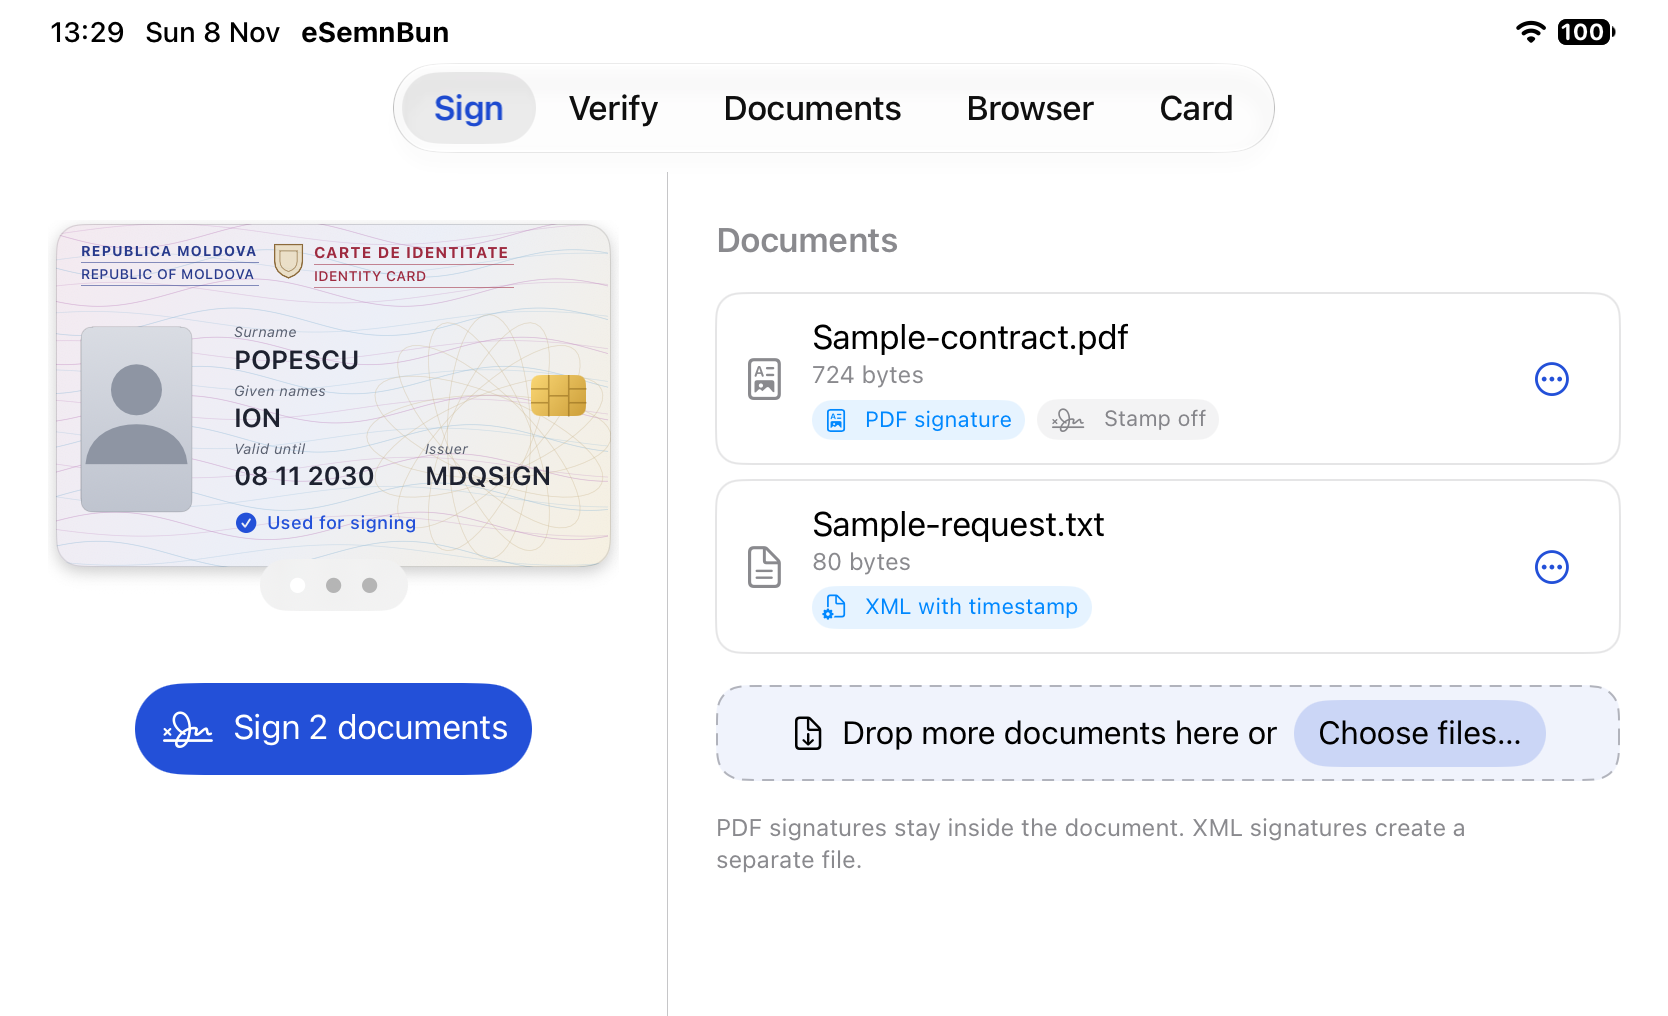 13:29 Sun 8 Nov eSemnBun
100
Sign Verify Documents Browser Card
REPUBLICA MOLDOVA
REPUBLIC OF MOLDOVA
CARTE DE IDENTITATE
IDENTITY CARD
Surname
POPESCU
Given names
ION
Valid until
08 11 2030
Issuer
MDQSIGN
Used for signing
Sign 2 documents
Documents
Sample-contract.pdf
724 bytes
PDF signature
Stamp off
Sample-request.txt
80 bytes
XML with timestamp
Drop more documents here or Choose files...
PDF signatures stay inside the document. XML signatures create a
separate file.